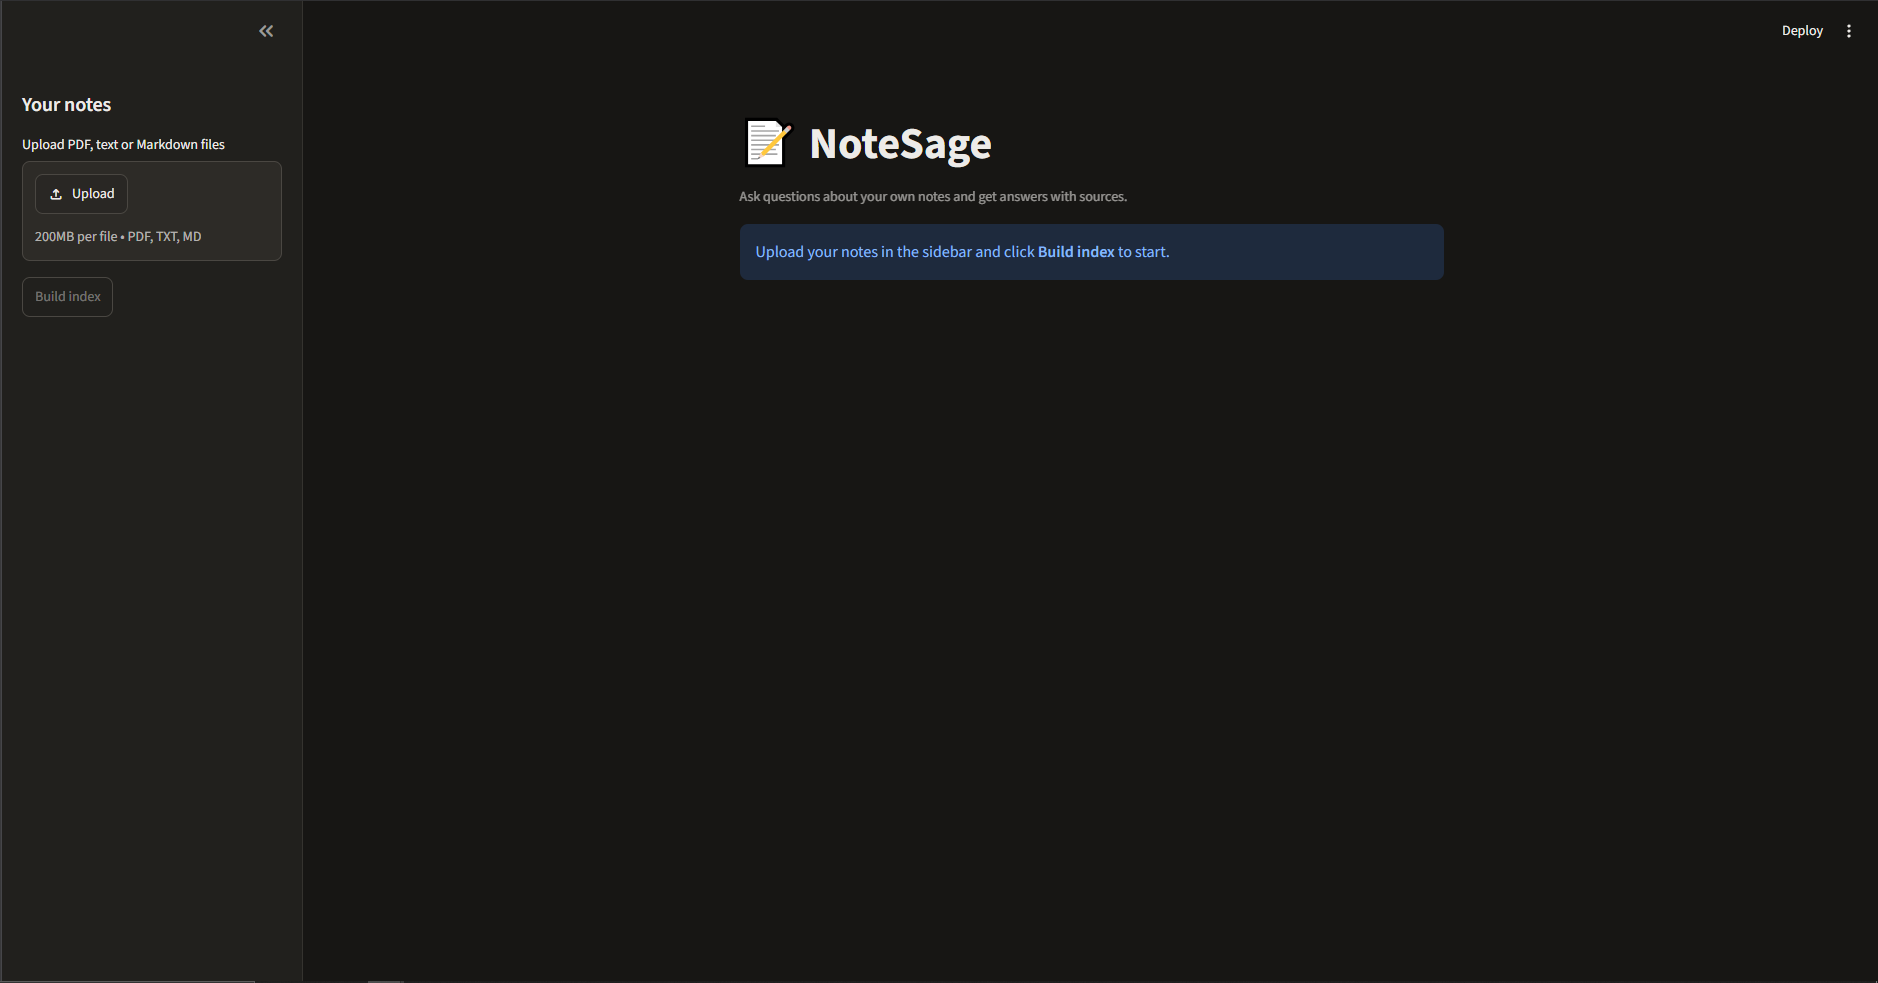 Deploy
Your notes
Upload PDF, text or Markdown files
Upload
200MB per file • PDF, TXT, MD
Build index
NoteSage
Ask questions about your own notes and get answers with sources.
Upload your notes in the sidebar and click Build index to start.